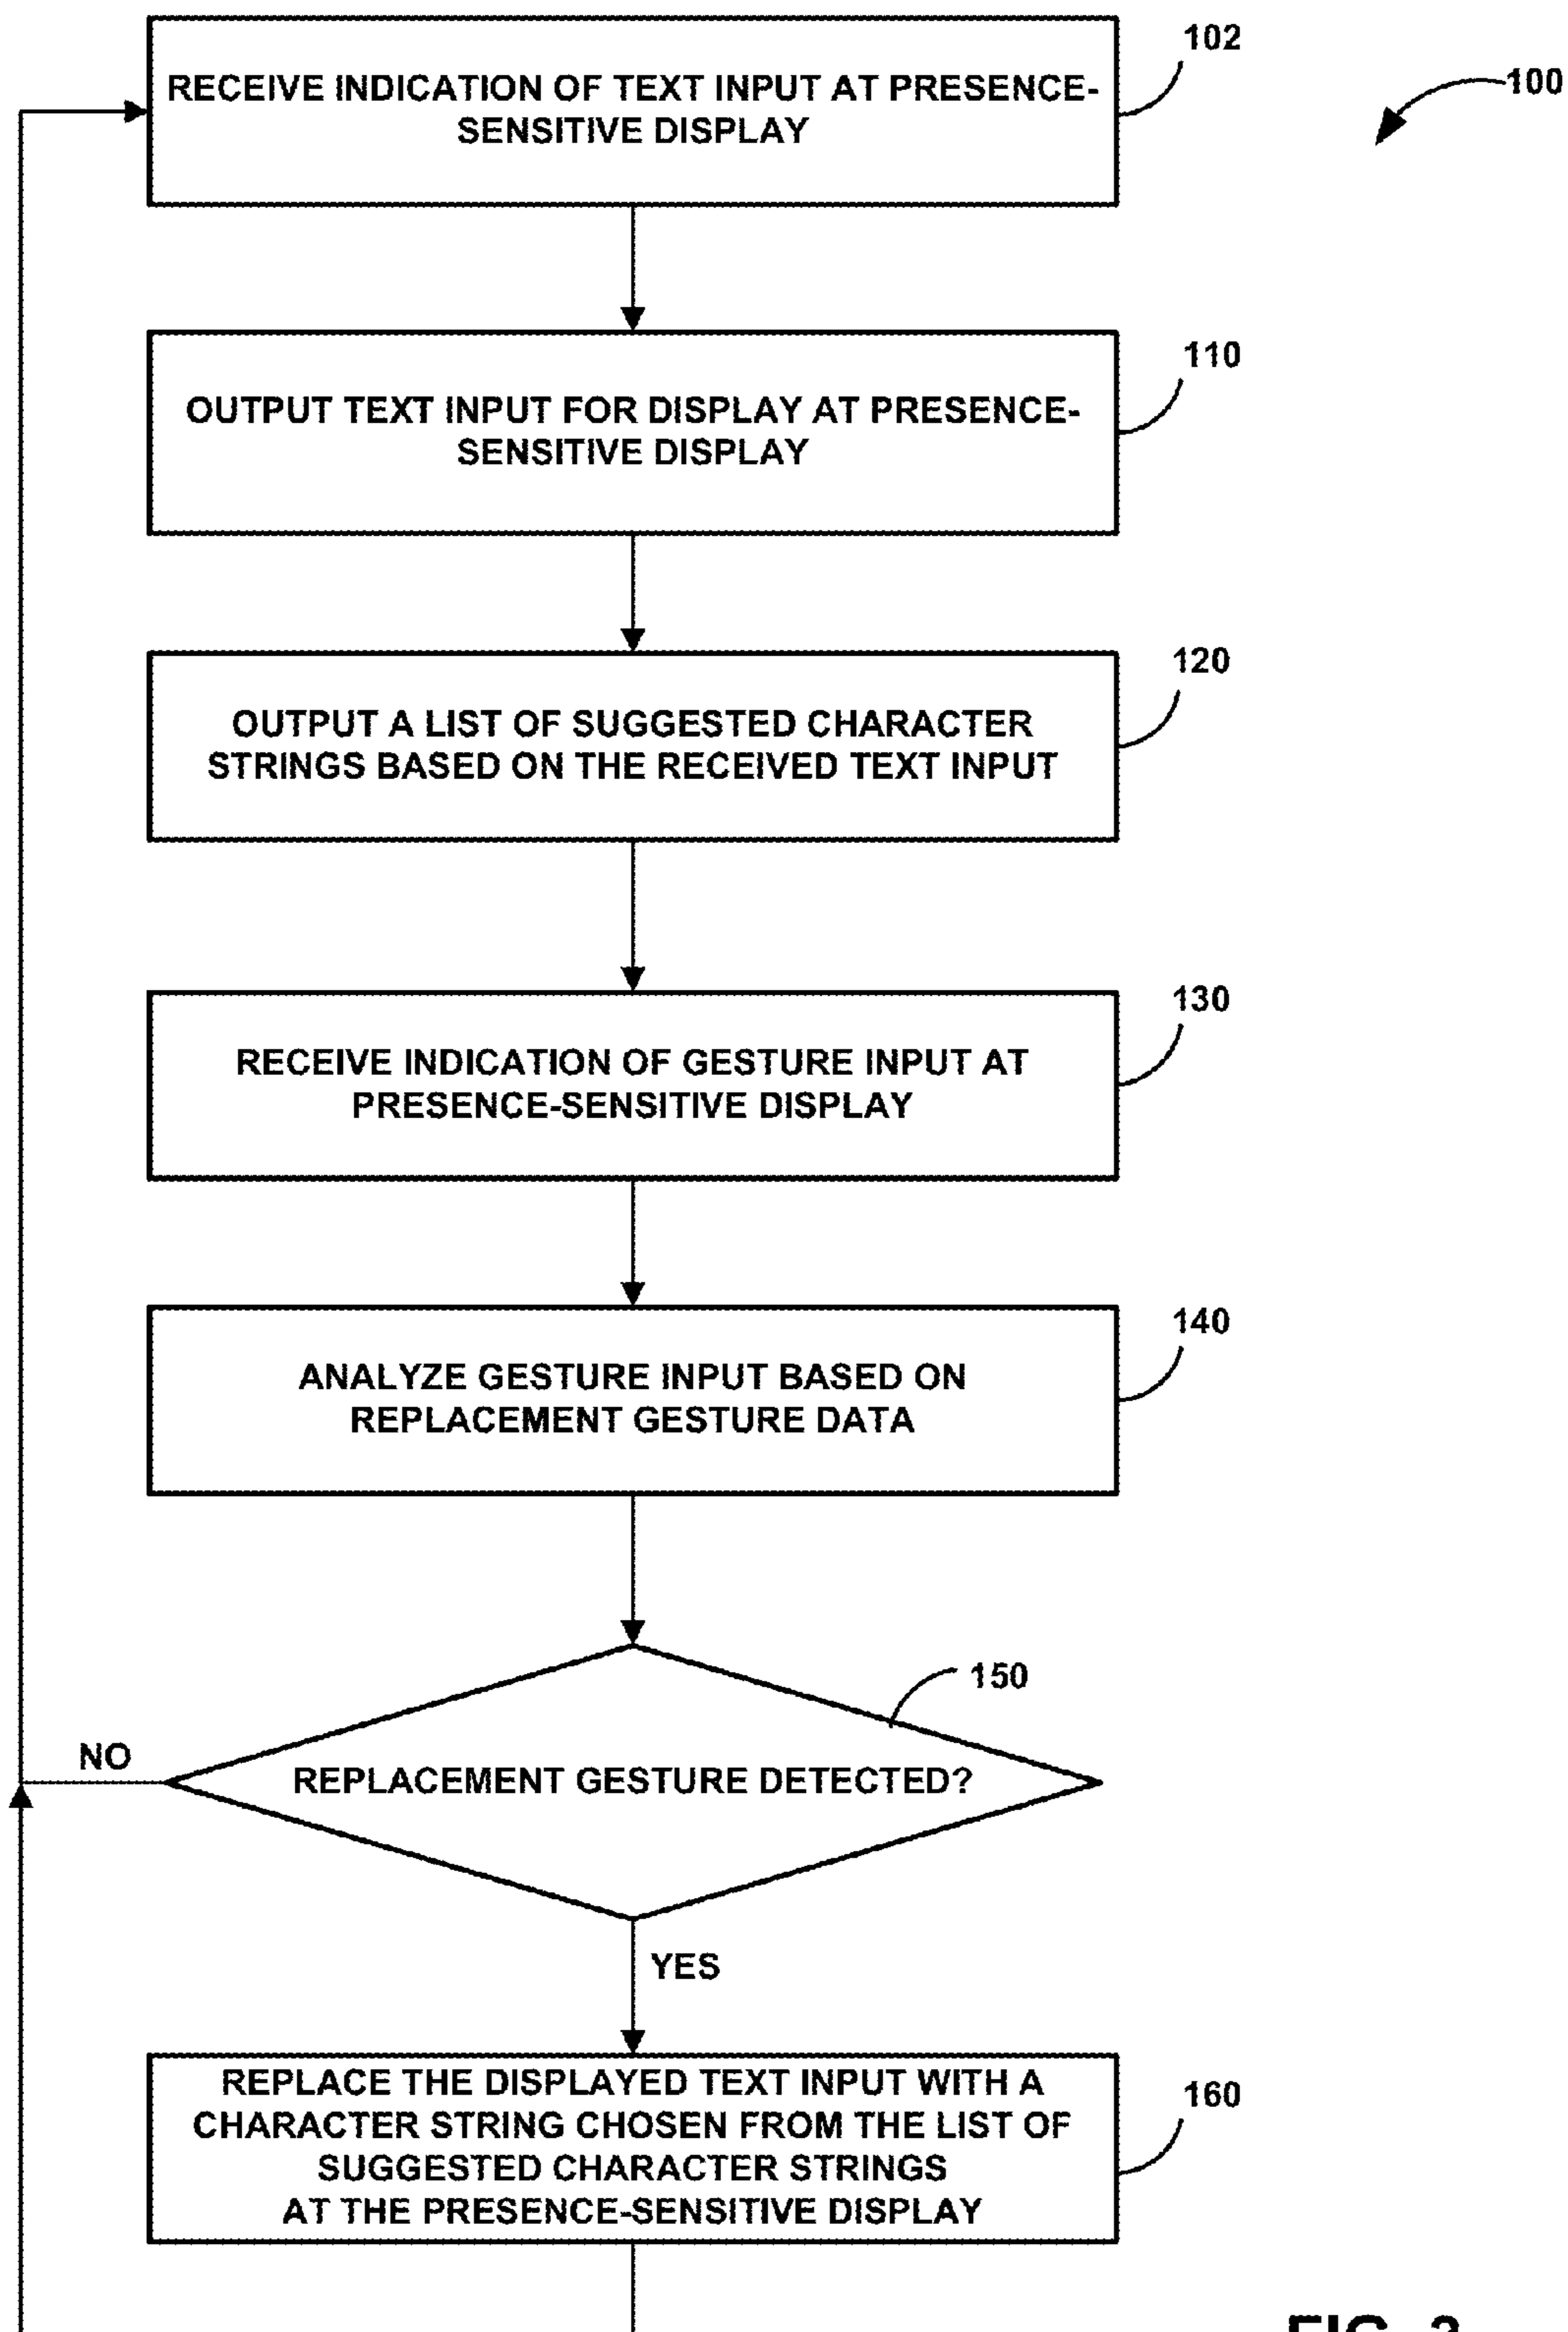 102
100
RECEIVE INDICATION OF TEXT INPUT AT PRESENCE-
SENSITIVE DISPLAY
110
OUTPUT TEXT INPUT FOR DISPLAY AT PRESENCE-
SENSITIVE DISPLAY
120
OUTPUT A LIST OF SUGGESTED CHARACTER
STRINGS BASED ON THE RECEIVED TEXT INPUT
130
RECEIVE INDICATION OF GESTURE INPUT AT
PRESENCE-SENSITIVE DISPLAY
140
ANALYZE GESTURE INPUT BASED ON
REPLACEMENT GESTURE DATA
150
NO
REPLACEMENT GESTURE DETECTED?
YES
160
REPLACE THE DISPLAYED TEXT INPUT WITH A
CHARACTER STRING CHOSEN FROM THE LIST OF
SUGGESTED CHARACTER STRINGS
AT THE PRESENCE-SENSITIVE DISPLAY
FIG.